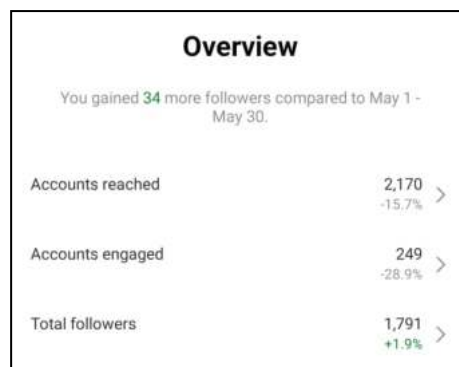 Overview
You gained 34 more followers compared to May 1 -
May 30.
Accounts reached 2,170
-15.7%
Accounts engaged 249
-28.9%
Total followers 1,791
+1.9%